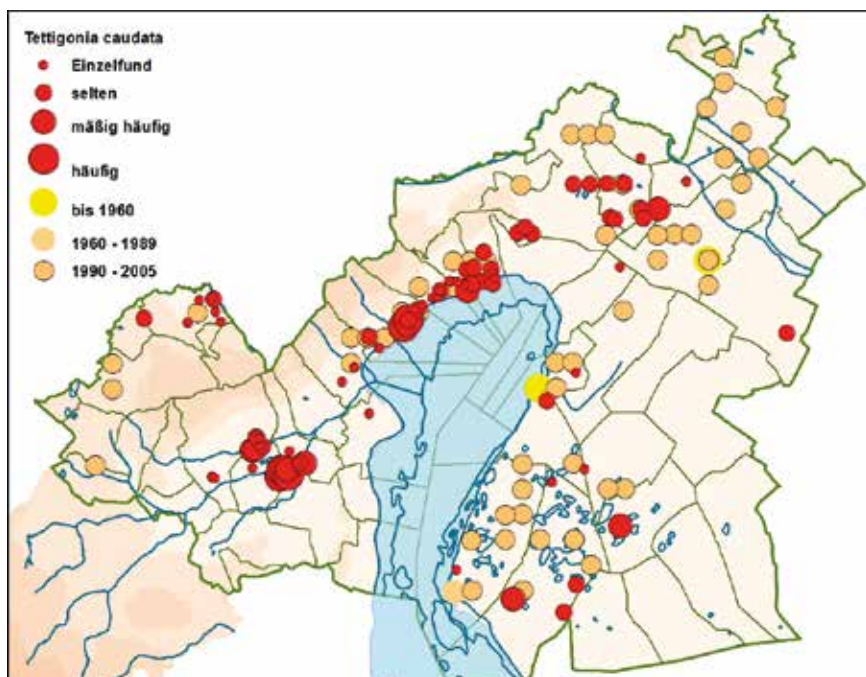 Tettigonia caudata
Einzelfund
selten
mäßig häufig
häufig
bis 1960
1960 - 1989
1990 - 2005